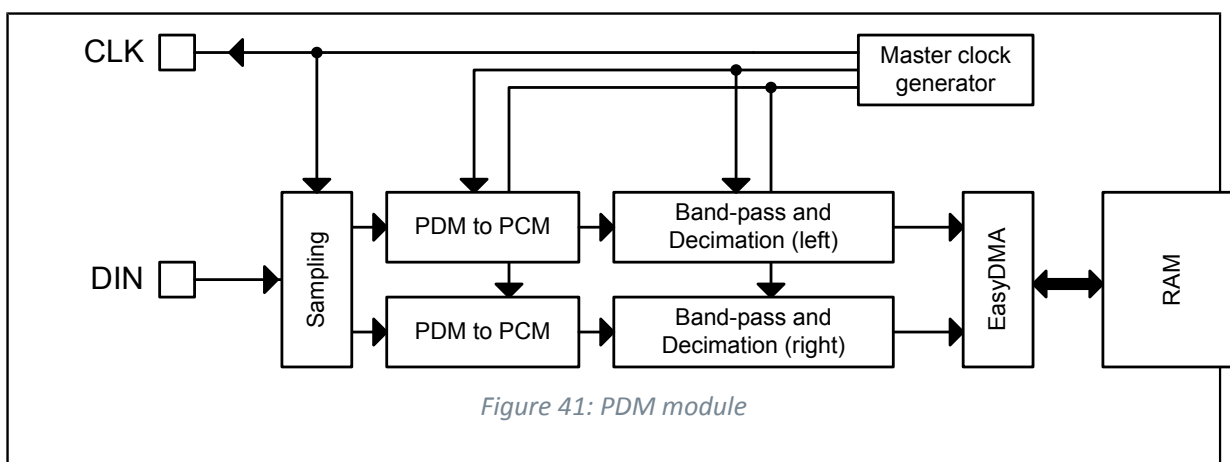 CLK
Master clock
generator
DIN
Sampling
PDM to PCM
Band-pass and
Decimation (left)
PDM to PCM
Band-pass and
Decimation (right)
EasyDMA
RAM
Figure 41: PDM module